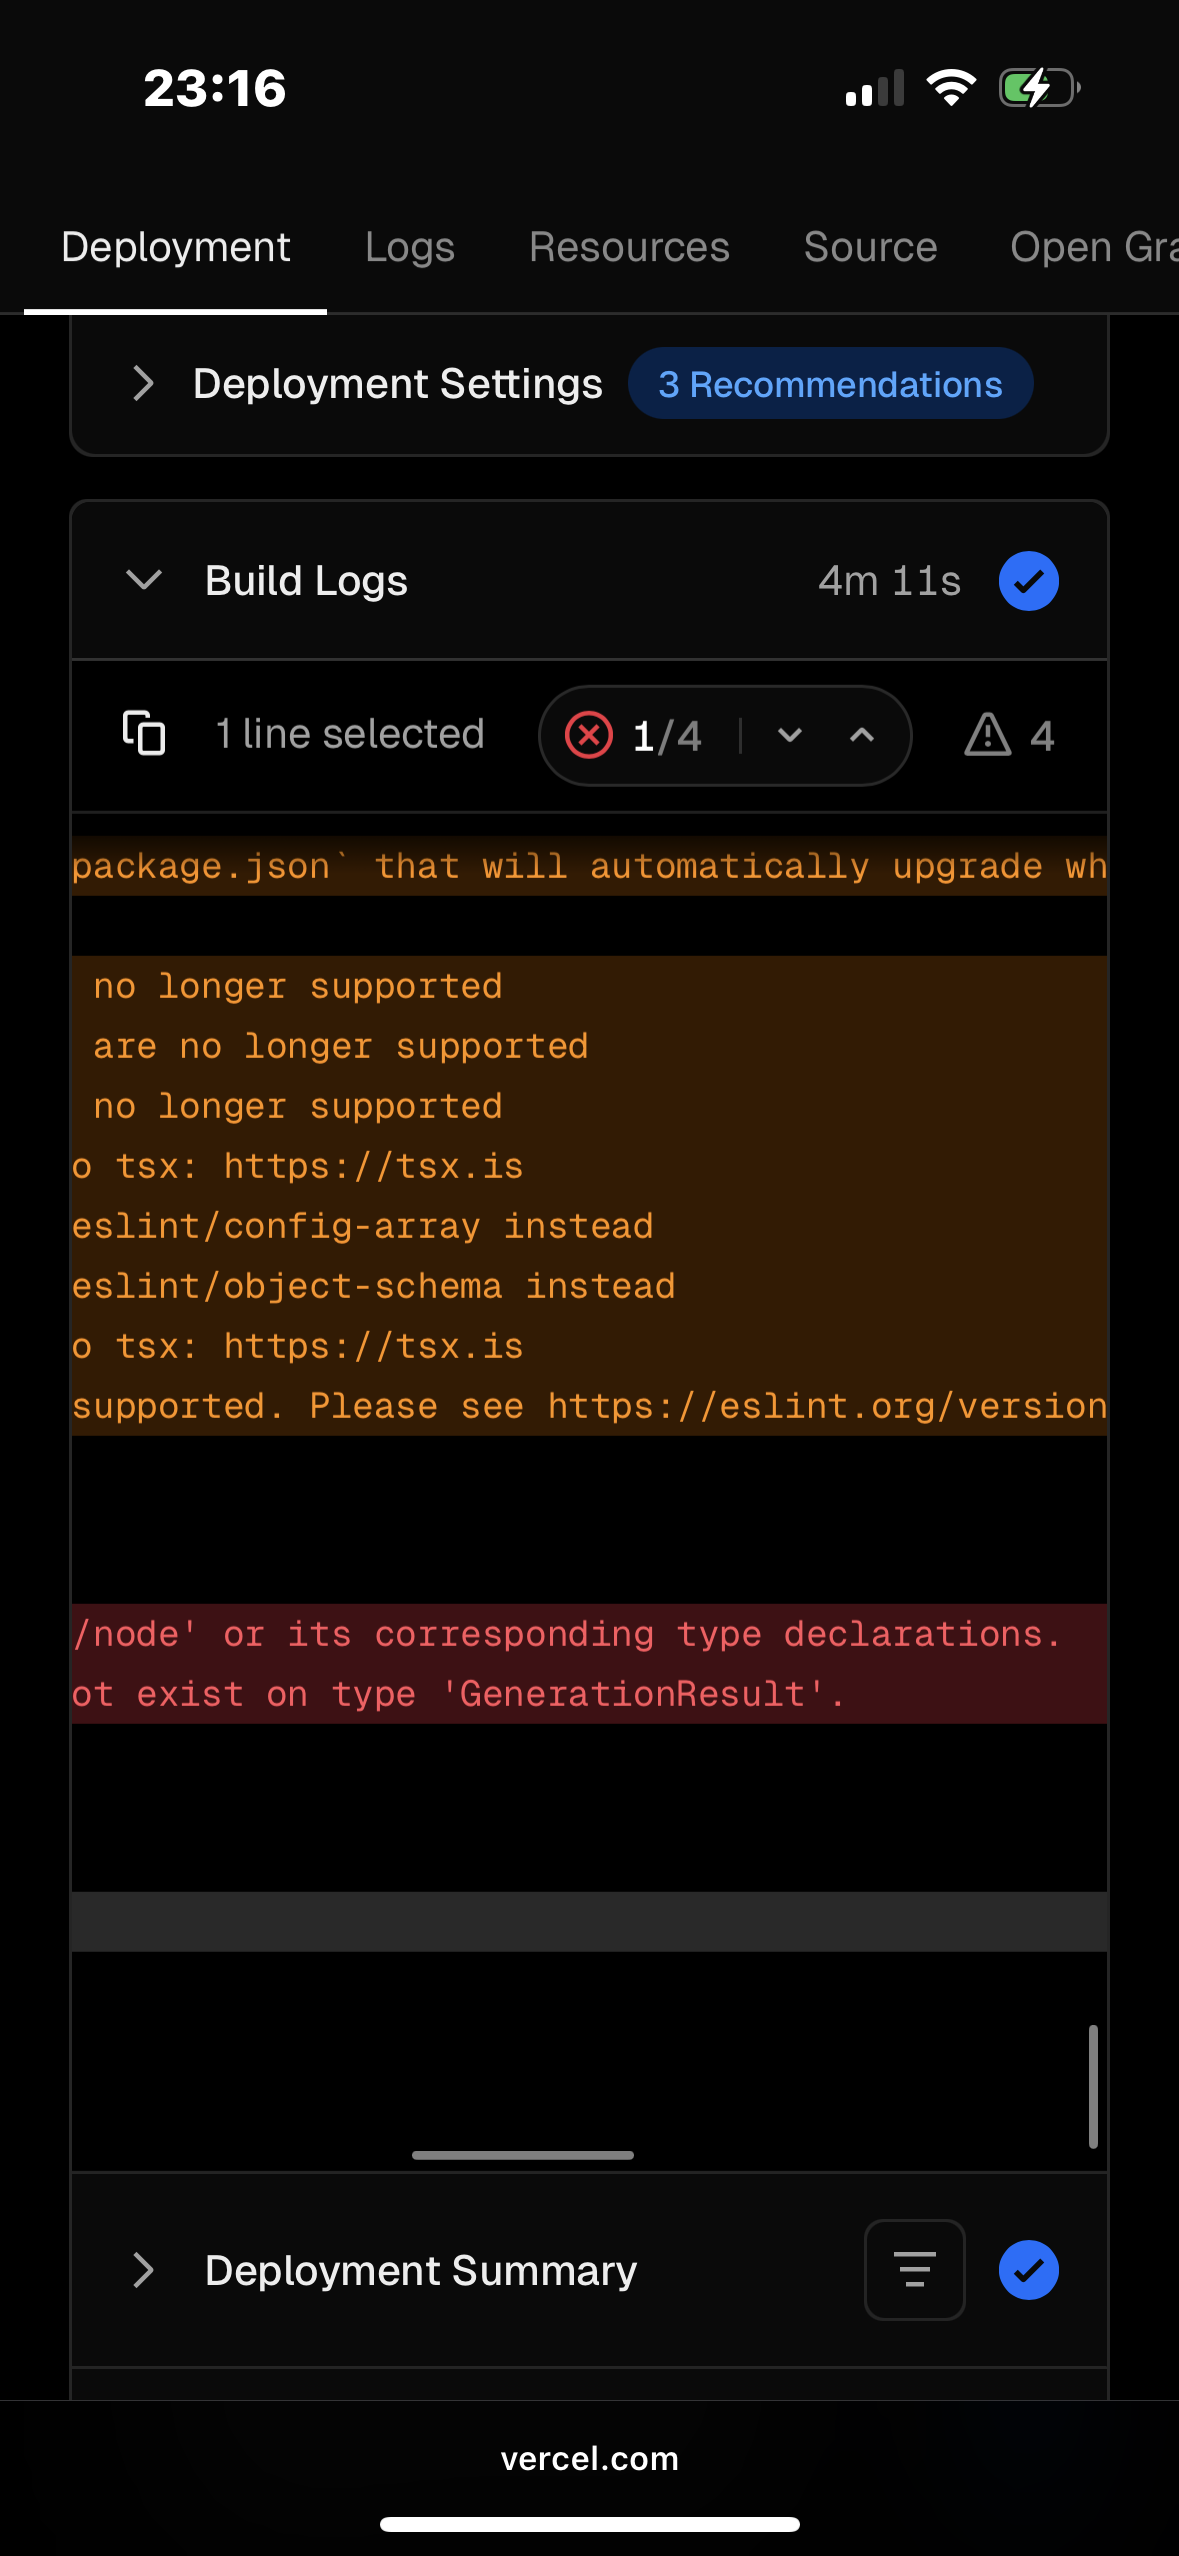 23:16
Deployment Logs Resources Source Open Gra
Deployment Settings 3 Recommendations
Build Logs 4m 11s
1 line selected 1/4 4
package.json` that will automatically upgrade wh
no longer supported
are no longer supported
no longer supported
o tsx: https://tsx.is
eslint/config-array instead
eslint/object-schema instead
o tsx: https://tsx.is
supported. Please see https://eslint.org/version
/node' or its corresponding type declarations.
ot exist on type 'GenerationResult'.
Deployment Summary
vercel.com